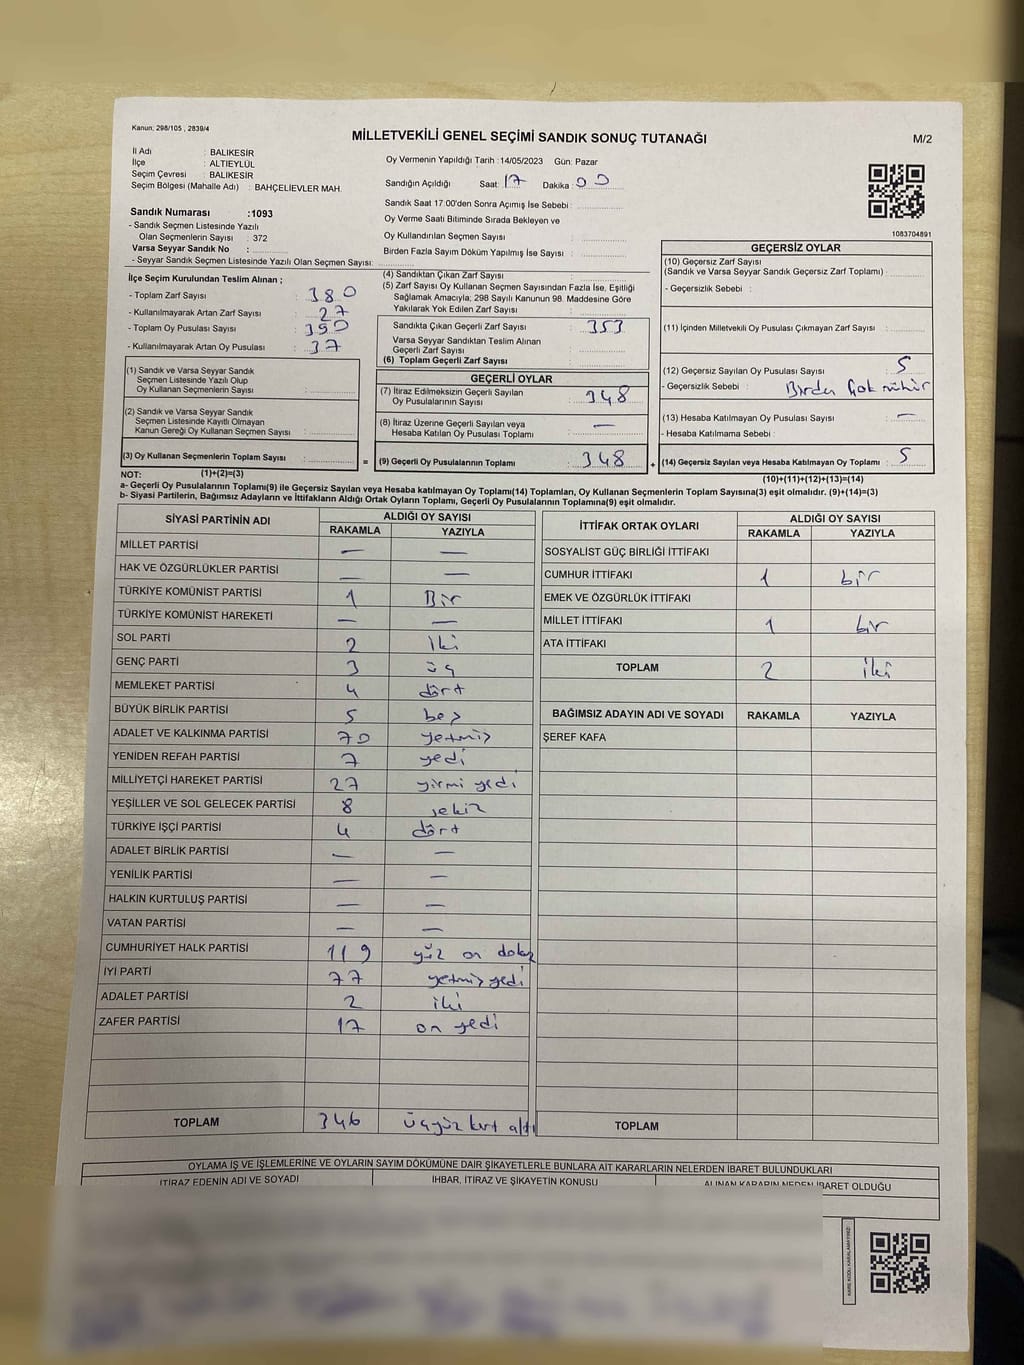 Kanun: 298/105 , 2839/4
MİLLETVEKİLİ GENEL SEÇİMİ SANDIK SONUÇ TUTANAĞI
M/2
İl Adı : BALIKESİR
İlçe : ALTIEYLÜL
Seçim Çevresi : BALIKESİR
Seçim Bölgesi (Mahalle Adı) : BAHÇELİEVLER MAH.
Sandık Numarası :1093
- Sandık Seçmen Listesinde Yazılı
Olan Seçmenlerin Sayısı : 372
Varsa Seyyar Sandık No :
- Seyyar Sandık Seçmen Listesinde Yazılı Olan Seçmen Sayısı:
Oy Vermenin Yapıldığı Tarih :14/05/2023 Gün: Pazar
Sandığın Açıldığı Saat: 17 Dakika : 00
Sandık Saat 17:00'den Sonra Açımış İse Sebebi :
Oy Verme Saati Bitiminde Sırada Bekleyen ve
Oy Kullandırılan Seçmen Sayısı :
Birden Fazla Sayım Döküm Yapılmış İse Sayısı :
1083704891
İlçe Seçim Kurulundan Teslim Alınan ;
- Toplam Zarf Sayısı : 380
- Kullanılmayarak Artan Zarf Sayısı : 27
- Toplam Oy Pusulası Sayısı : 390
- Kullanılmayarak Artan Oy Pusulası : 37
(4) Sandıktan Çıkan Zarf Sayısı :
(5) Zarf Sayısı Oy Kullanan Seçmen Sayısından Fazla İse, Eşitliği
Sağlamak Amacıyla; 298 Sayılı Kanunun 98. Maddesine Göre
Yakılarak Yok Edilen Zarf Sayısı :
Sandıkta Çıkan Geçerli Zarf Sayısı : 353
Varsa Seyyar Sandıktan Teslim Alınan
Geçerli Zarf Sayısı :
(6) Toplam Geçerli Zarf Sayısı :
GEÇERSİZ OYLAR
(10) Geçersiz Zarf Sayısı
(Sandık ve Varsa Seyyar Sandık Geçersiz Zarf Toplamı) :
- Geçersizlik Sebebi :
(11) İçinden Milletvekili Oy Pusulası Çıkmayan Zarf Sayısı :
(12) Geçersiz Sayılan Oy Pusulası Sayısı : 5
- Geçersizlik Sebebi : Birden çok mühür
(13) Hesaba Katılmayan Oy Pusulası Sayısı : —
- Hesaba Katılmama Sebebi :
(14) Geçersiz Sayılan veya Hesaba Katılmayan Oy Toplamı : 5
(10)+(11)+(12)+(13)=(14)
(1) Sandık ve Varsa Seyyar Sandık
Seçmen Listesinde Yazılı Olup
Oy Kullanan Seçmenlerin Sayısı :
(2) Sandık ve Varsa Seyyar Sandık
Seçmen Listesinde Kayıtlı Olmayan
Kanun Gereği Oy Kullanan Seçmen Sayısı :
(3) Oy Kullanan Seçmenlerin Toplam Sayısı : =
(1)+(2)=(3)
GEÇERLİ OYLAR
(7) İtiraz Edilmeksizin Geçerli Sayılan
Oy Pusulalarının Sayısı : 348
(8) İtiraz Üzerine Geçerli Sayılan veya
Hesaba Katılan Oy Pusulası Toplamı : —
(9) Geçerli Oy Pusulalarının Toplamı : 348 +
NOT:
a- Geçerli Oy Pusulalarının Toplamı(9) ile Geçersiz Sayılan veya Hesaba katılmayan Oy Toplamı(14) Toplamları, Oy Kullanan Seçmenlerin Toplam Sayısına(3) eşit olmalıdır. (9)+(14)=(3)
b- Siyasi Partilerin, Bağımsız Adayların ve İttifakların Aldığı Ortak Oyların Toplamı, Geçerli Oy Pusulalarının Toplamına(9) eşit olmalıdır.
SİYASİ PARTİNİN ADI ALDIĞI OY SAYISI
RAKAMLA YAZIYLA
MİLLET PARTİSİ — —
HAK VE ÖZGÜRLÜKLER PARTİSİ — —
TÜRKİYE KOMÜNİST PARTİSİ 1 Bir
TÜRKİYE KOMÜNİST HAREKETİ — —
SOL PARTİ 2 iki
GENÇ PARTİ 3 üç
MEMLEKET PARTİSİ 4 dört
BÜYÜK BİRLİK PARTİSİ 5 beş
ADALET VE KALKINMA PARTİSİ 70 yetmiş
YENİDEN REFAH PARTİSİ 7 yedi
MİLLİYETÇİ HAREKET PARTİSİ 27 yirmi yedi
YEŞİLLER VE SOL GELECEK PARTİSİ 8 sekiz
TÜRKİYE İŞÇİ PARTİSİ 4 dört
ADALET BİRLİK PARTİSİ — —
YENİLİK PARTİSİ — —
HALKIN KURTULUŞ PARTİSİ — —
VATAN PARTİSİ — —
CUMHURİYET HALK PARTİSİ 119 yüz on dokuz
İYİ PARTİ 77 yetmiş yedi
ADALET PARTİSİ 2 iki
ZAFER PARTİSİ 17 on yedi
TOPLAM 346 üçyüz kırk altı
İTTİFAK ORTAK OYLARI ALDIĞI OY SAYISI
RAKAMLA YAZIYLA
SOSYALİST GÜÇ BİRLİĞİ İTTİFAKI
CUMHUR İTTİFAKI 1 bir
EMEK VE ÖZGÜRLÜK İTTİFAKI
MİLLET İTTİFAKI 1 bir
ATA İTTİFAKI
TOPLAM 2 iki
BAĞIMSIZ ADAYIN ADI VE SOYADI RAKAMLA YAZIYLA
ŞEREF KAFA
TOPLAM
OYLAMA İŞ VE İŞLEMLERİNE VE OYLARIN SAYIM DÖKÜMÜNE DAİR ŞİKAYETLERLE BUNLARA AİT KARARLARIN NELERDEN İBARET BULUNDUKLARI
İTİRAZ EDENİN ADI VE SOYADI İHBAR, İTİRAZ VE ŞİKAYETİN KONUSU ALINAN KARARIN NEDEN İBARET OLDUĞU